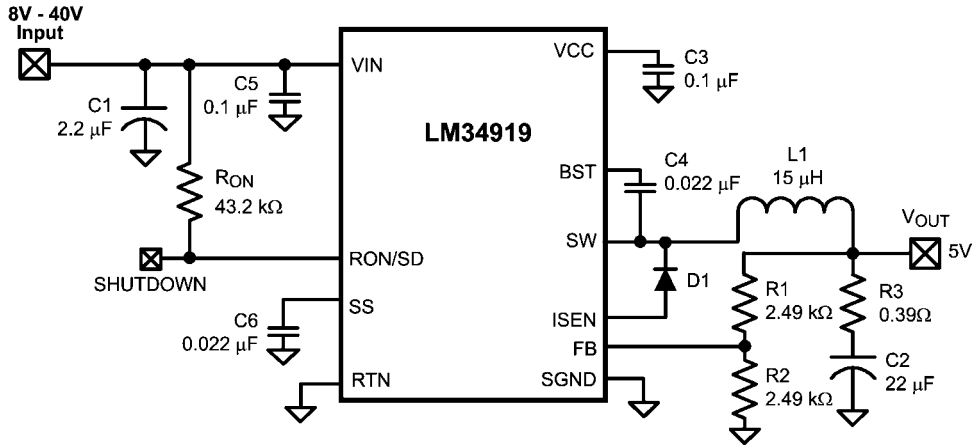 8V - 40V
Input
VIN
C1
2.2 μF
C5
0.1 μF
RON
43.2 kΩ
SHUTDOWN
RON/SD
SS
C6
0.022 μF
RTN
LM34919
VCC
C3
0.1 μF
BST
C4
0.022 μF
L1
15 μH
SW
D1
VOUT
5V
ISEN
FB
SGND
R1
2.49 kΩ
R2
2.49 kΩ
R3
0.39Ω
C2
22 μF